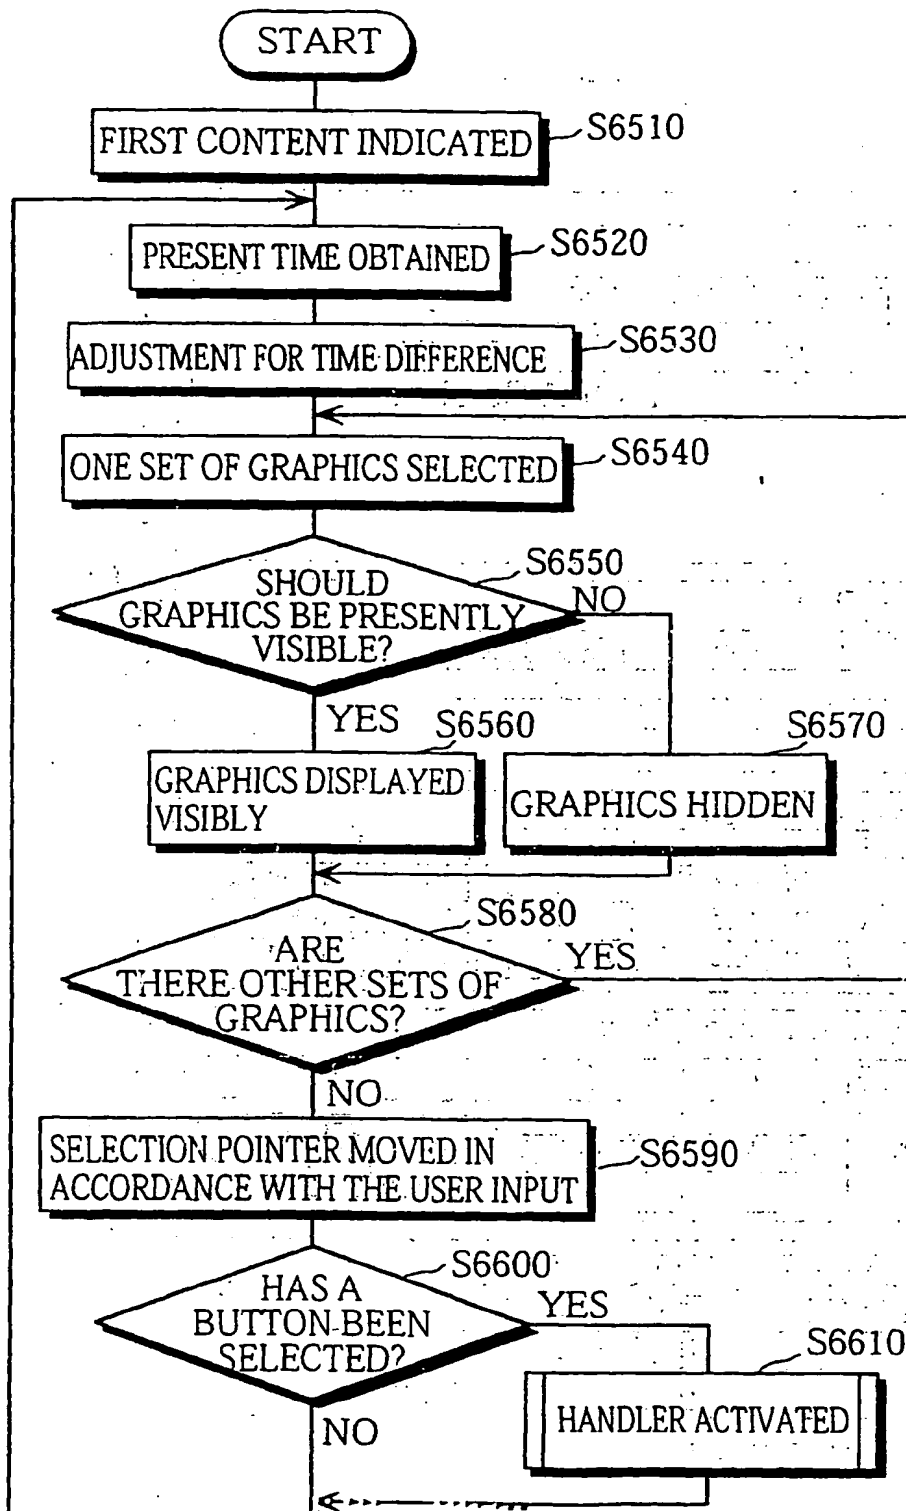 START
FIRST CONTENT INDICATED
S6510
PRESENT TIME OBTAINED
S6520
ADJUSTMENT FOR TIME DIFFERENCE
S6530
ONE SET OF GRAPHICS SELECTED
S6540
S6550
SHOULD
GRAPHICS BE PRESENTLY
VISIBLE?
NO
YES
S6560
S6570
GRAPHICS DISPLAYED
VISIBLY
GRAPHICS HIDDEN
S6580
ARE
THERE OTHER SETS OF
GRAPHICS?
YES
NO
SELECTION POINTER MOVED IN
ACCORDANCE WITH THE USER INPUT
S6590
S6600
HAS A
BUTTON BEEN
SELECTED?
YES
S6610
HANDLER ACTIVATED
NO